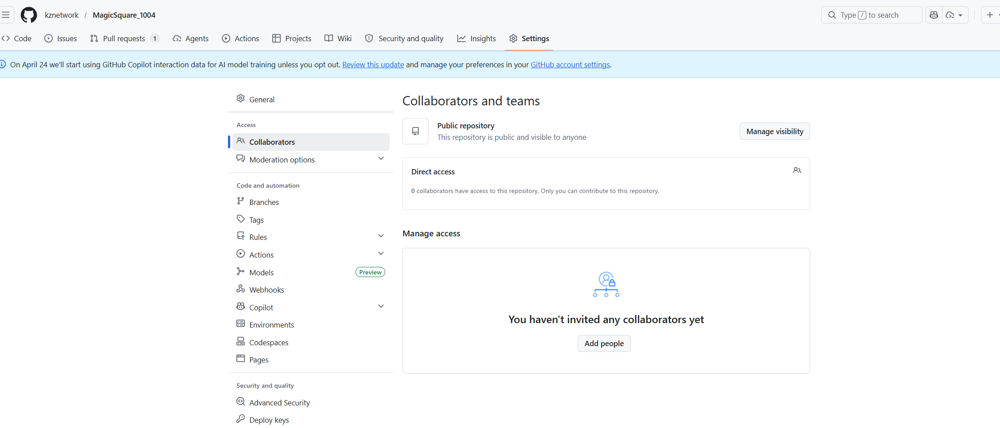 kznetwork / MagicSquare_1004
Type / to search
Code Issues Pull requests 1 Agents Actions Projects Wiki Security and quality Insights Settings
On April 24 we'll start using GitHub Copilot interaction data for AI model training unless you opt out. Review this update and manage your preferences in your GitHub account settings.
General
Access
Collaborators
Moderation options
Code and automation
Branches
Tags
Rules
Actions
Models Preview
Webhooks
Copilot
Environments
Codespaces
Pages
Security and quality
Advanced Security
Deploy keys
Collaborators and teams
Public repository
This repository is public and visible to anyone
Manage visibility
Direct access
0 collaborators have access to this repository. Only you can contribute to this repository.
Manage access
You haven't invited any collaborators yet
Add people